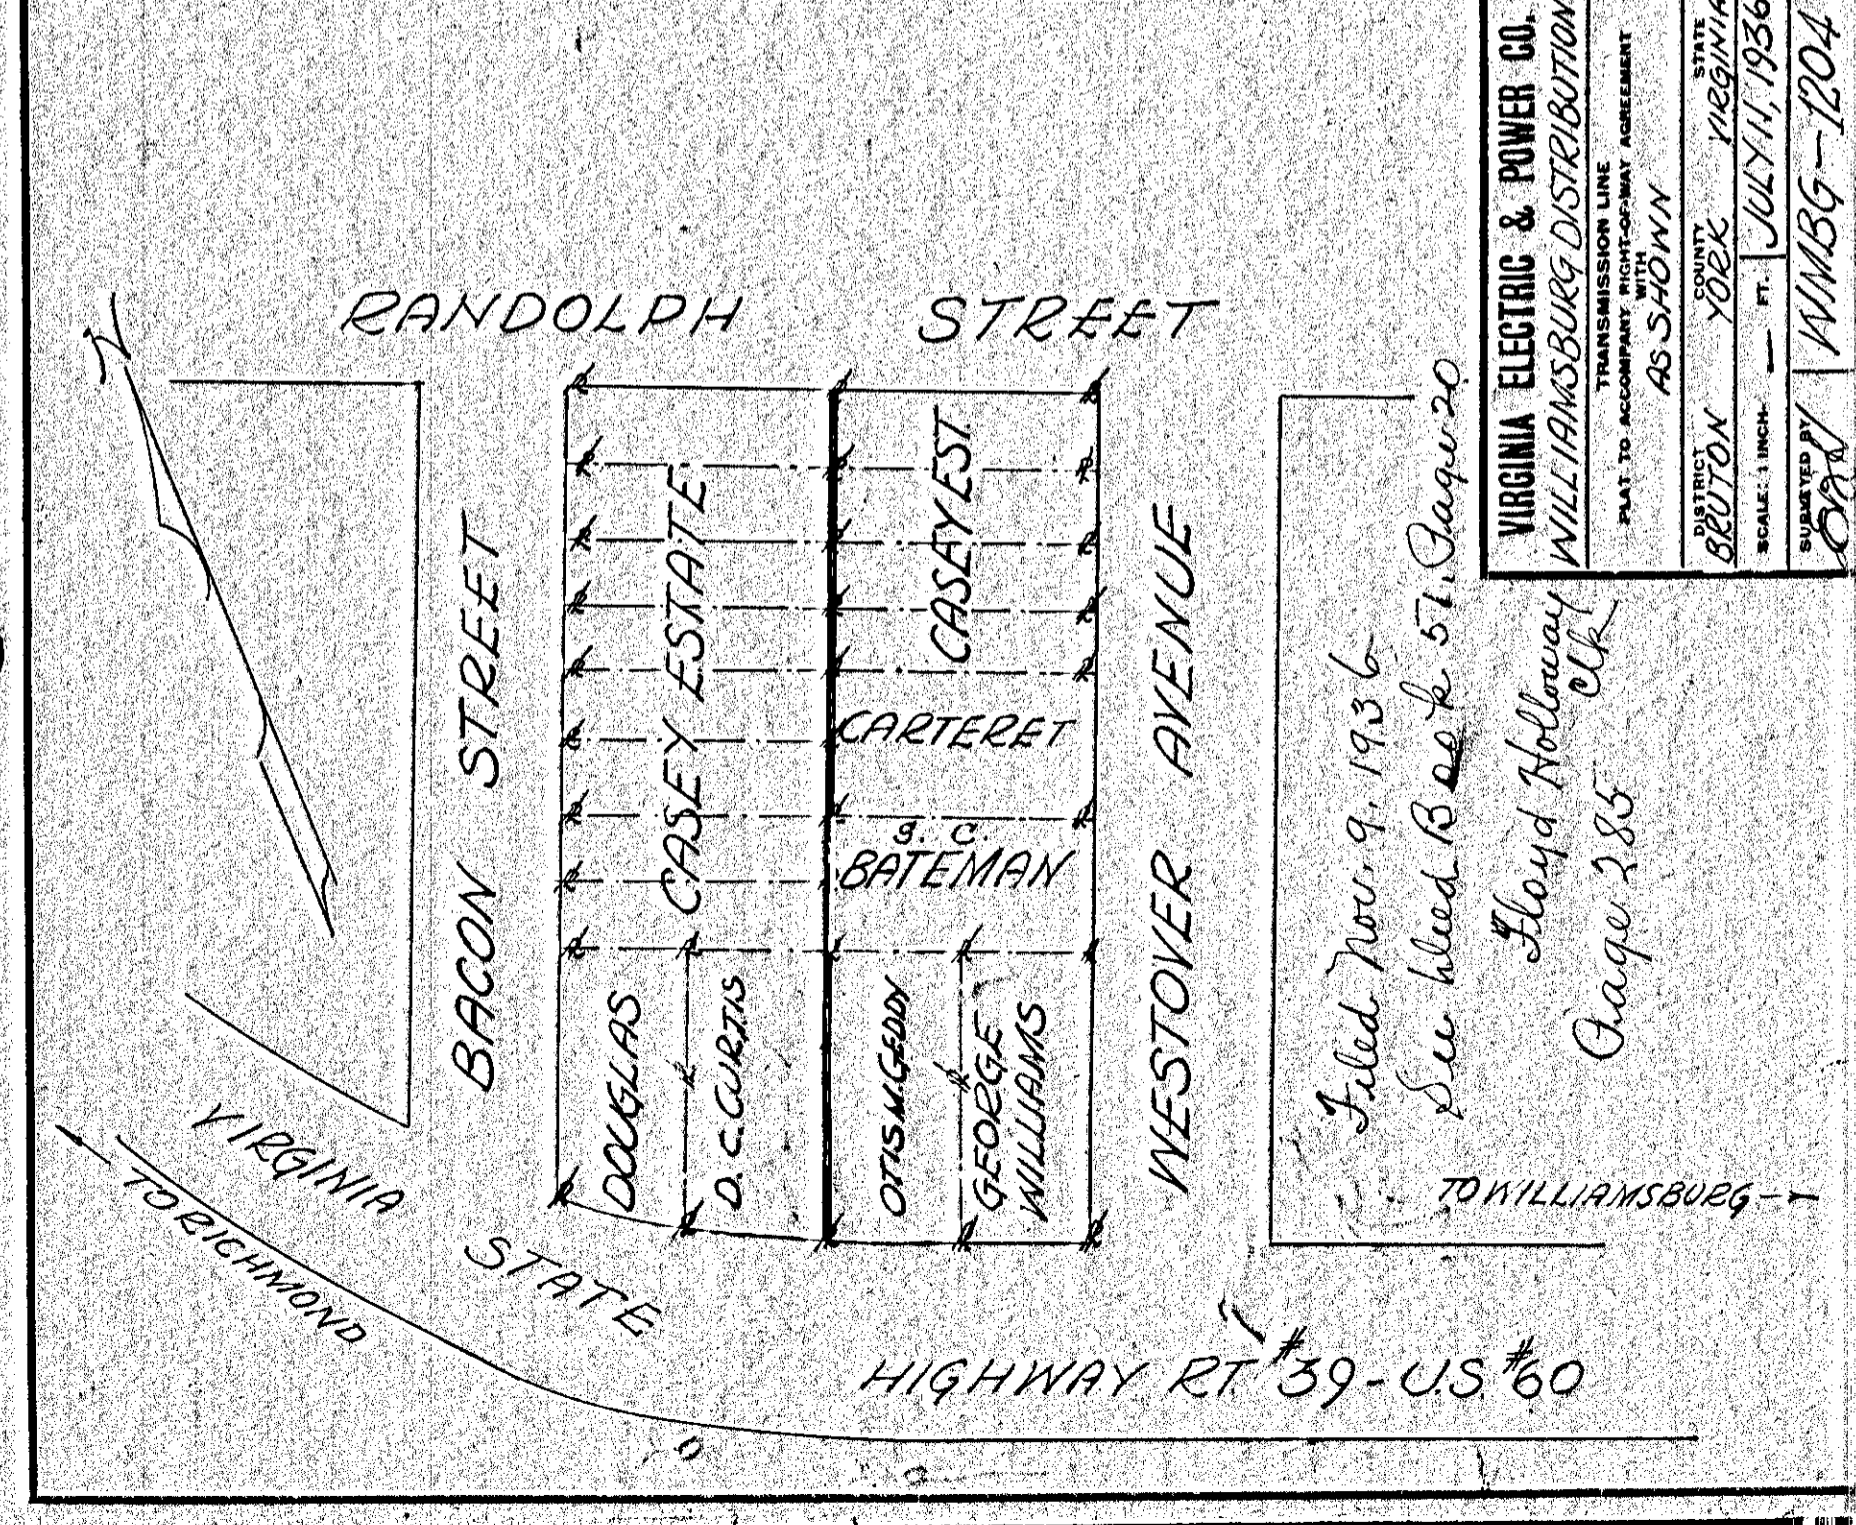 RANDOLPH STREET
N
BACON STREET
CASEY ESTATE
CASEY EST.
CARTERET
S. C.
BATEMAN
DOUGLAS
D. C. CURTIS
OTIS M. GEDDY
GEORGE
WILLIAMS
WESTOVER AVENUE
VIRGINIA
STATE
HIGHWAY RT. #39 - U.S. #60
TO RICHMOND
TO WILLIAMSBURG
Filed Nov. 9. 1936
See Deed Book 51, Page 20
Floyd Holloway
Clk
Page 285
VIRGINIA ELECTRIC & POWER CO.
WILLIAMSBURG DISTRIBUTION
TRANSMISSION LINE
PLAT TO ACCOMPANY RIGHT-OF-WAY AGREEMENT
WITH
AS SHOWN
DISTRICT COUNTY STATE
BRUTON YORK VIRGINIA
SCALE: 1 INCH — FT. JULY 11, 1936
SURVEYED BY
WMBG-1204